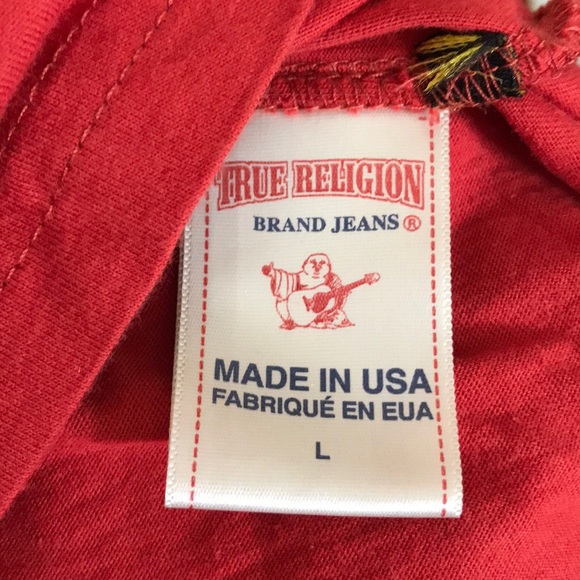 TRUE RELIGION
BRAND JEANS®
MADE IN USA
FABRIQUÉ EN EUA
L